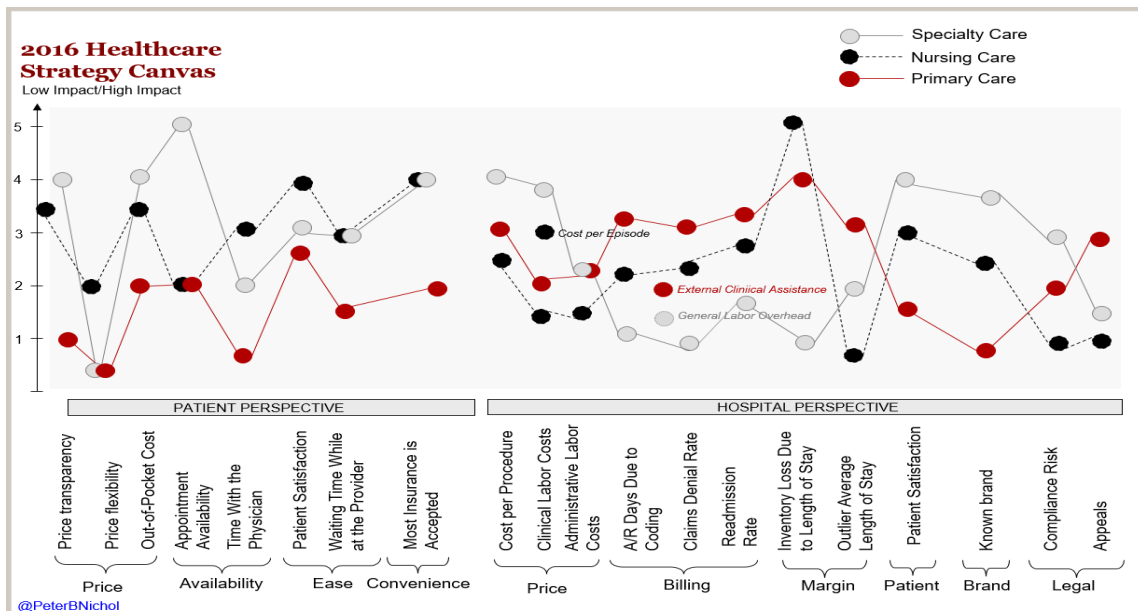 2016 Healthcare
Strategy Canvas
Low Impact/High Impact
Specialty Care
Nursing Care
Primary Care
5
4
3
2
1
Cost per Episode
External Cliniical Assistance
General Labor Overhead
PATIENT PERSPECTIVE
HOSPITAL PERSPECTIVE
Price transparency
Price flexibility
Out-of-Pocket Cost
Appointment
Availability
Time With the
Physician
Patient Satisfaction
Waiting Time While
at the Provider
Most Insurance is
Accepted
Cost per Procedure
Clinical Labor Costs
Administrative Labor
Costs
A/R Days Due to
Coding
Claims Denial Rate
Readmission
Rate
Inventory Loss Due
to Length of Stay
Outlier Average
Length of Stay
Patient Satisfaction
Known brand
Compliance Risk
Appeals
Price
Availability
Ease
Convenience
Price
Billing
Margin
Patient
Brand
Legal
@PeterBNichol